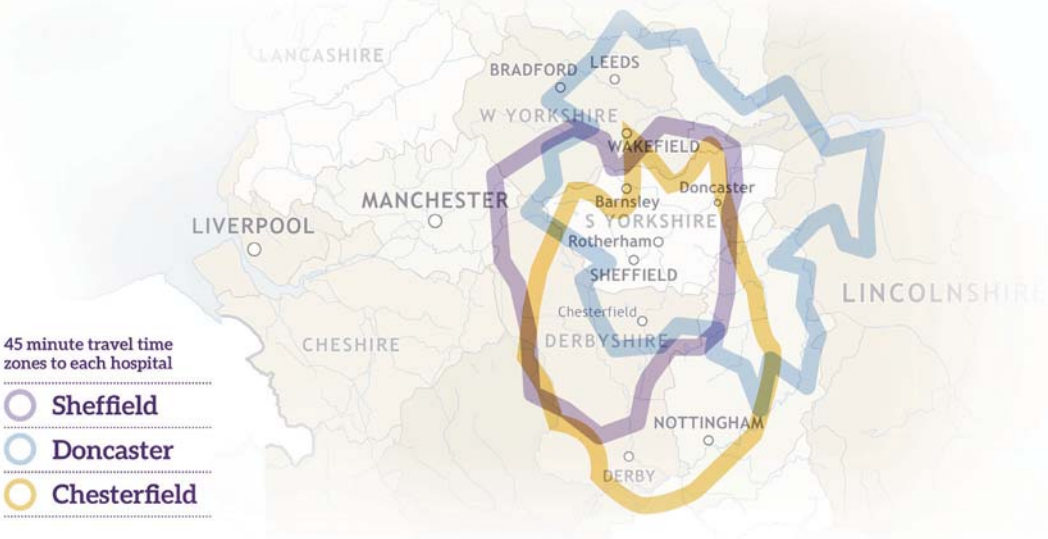 LANCASHIRE
BRADFORD
LEEDS
W YORKSHIRE
WAKEFIELD
MANCHESTER
Barnsley
Doncaster
S YORKSHIRE
LIVERPOOL
Rotherham
SHEFFIELD
LINCOLNSHIRE
Chesterfield
CHESHIRE
DERBYSHIRE
NOTTINGHAM
DERBY
45 minute travel time
zones to each hospital
Sheffield
Doncaster
Chesterfield